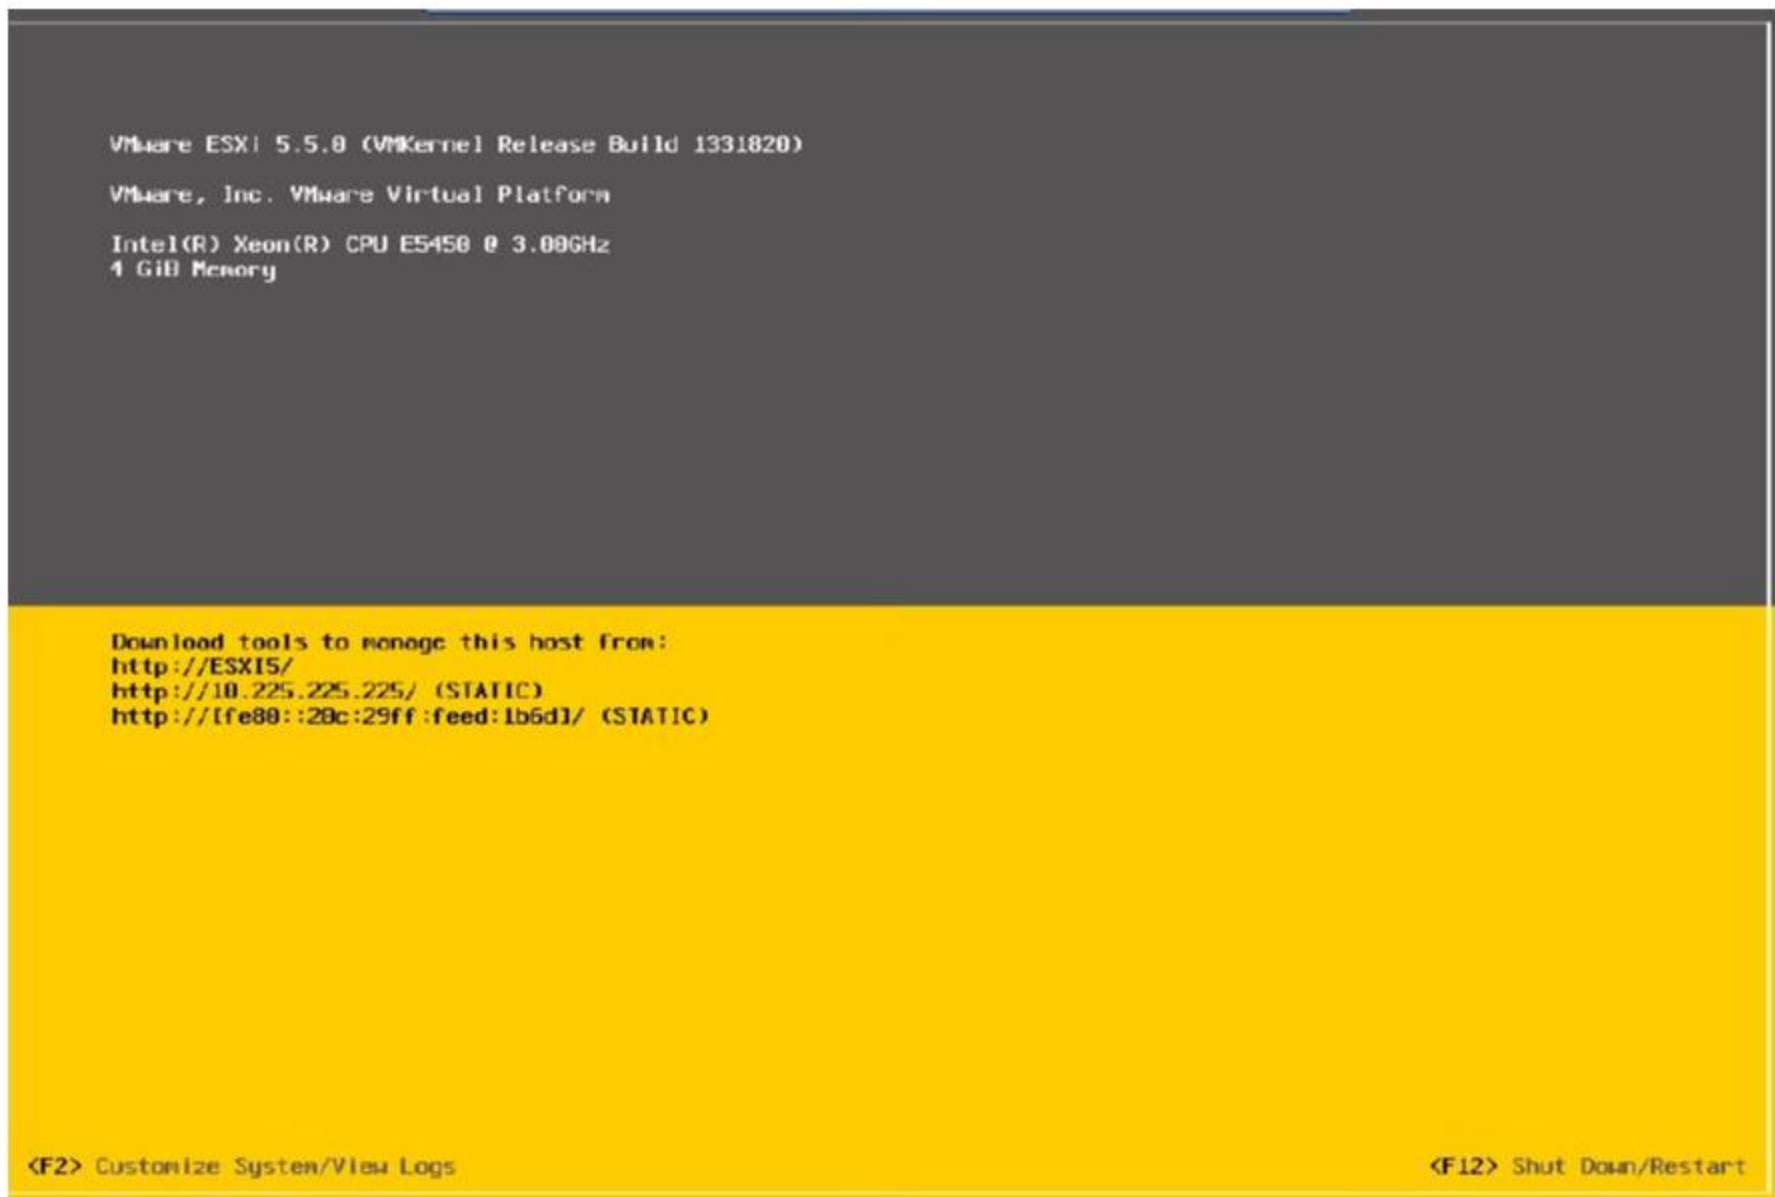 VMware ESXi 5.5.0 (VMKernel Release Build 1331820)
VMware, Inc. VMware Virtual Platform
Intel(R) Xeon(R) CPU E5450 @ 3.00GHz
4 GiB Memory
Download tools to manage this host from:
http://ESXI5/
http://10.225.225.225/ (STATIC)
http://[fe80::20c:29ff:feed:1b6d]/ (STATIC)
<F2> Customize System/View Logs
<F12> Shut Down/Restart